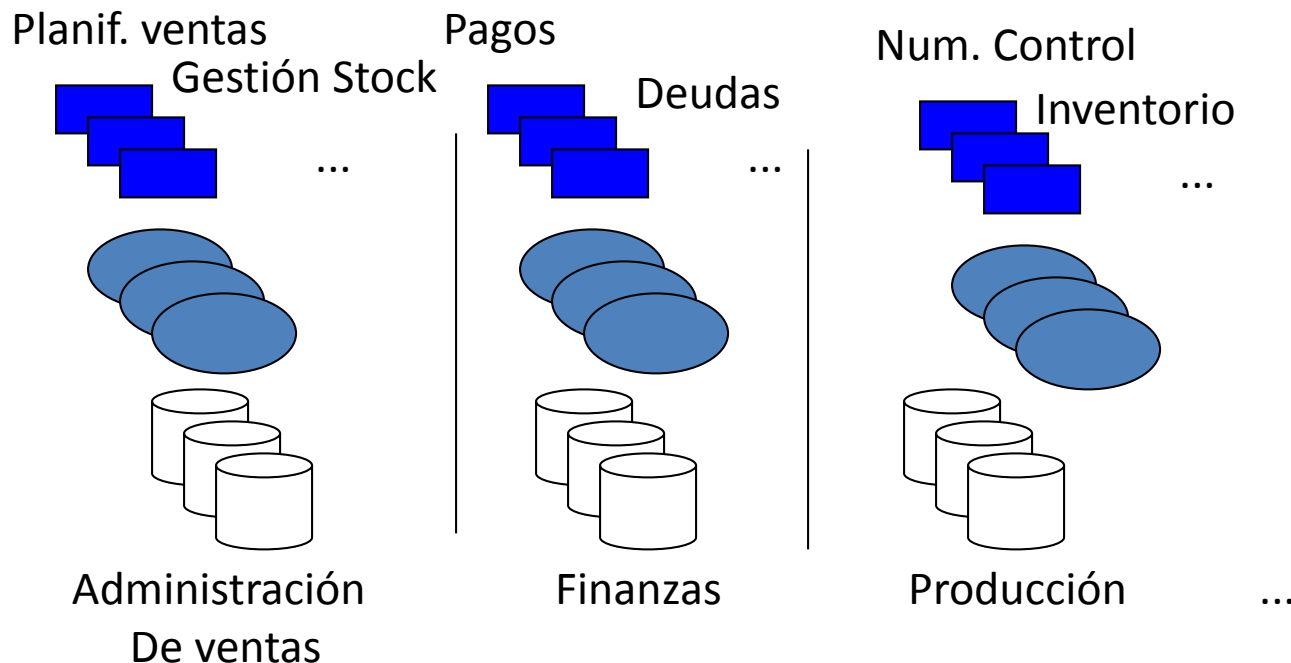 Planif. ventas
Gestión Stock
...
Pagos
Deudas
...
Num. Control
Inventorio
...
Administración
De ventas
Finanzas
Producción
...